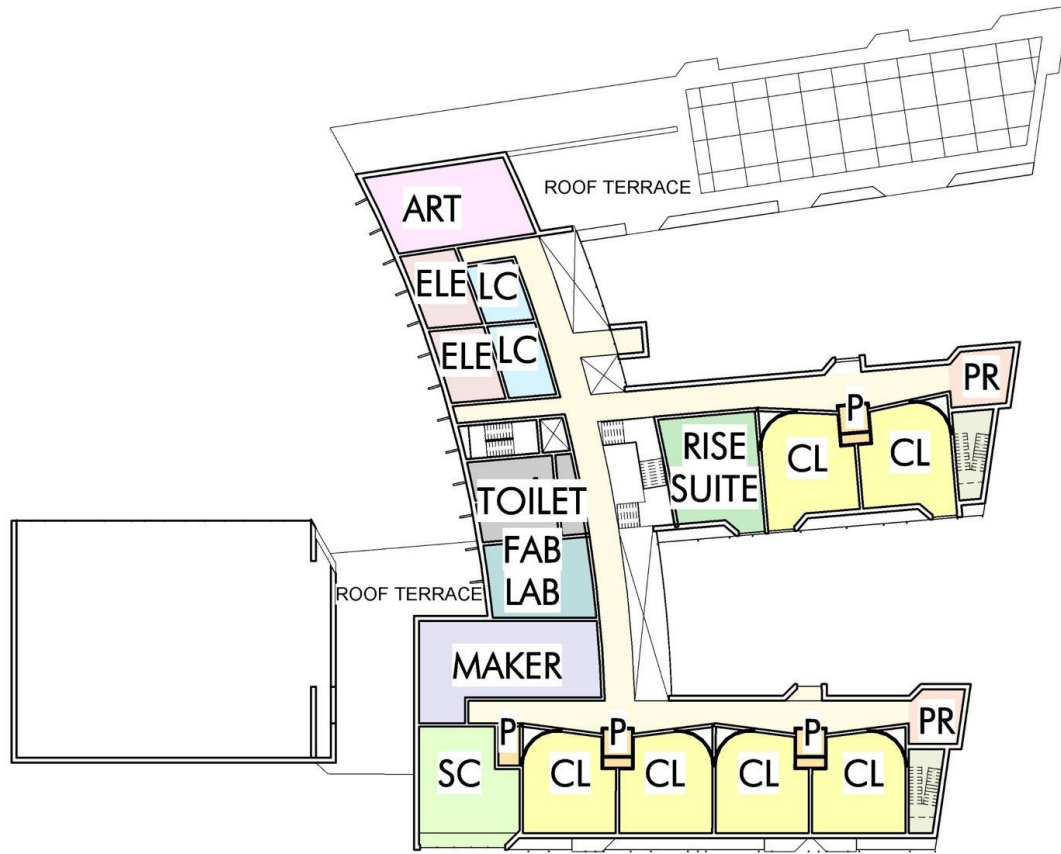 ROOF TERRACE
ART
ELE
LC
ELE
LC
PR
P
RISE
SUITE
CL
CL
TOILET
FAB
LAB
ROOF TERRACE
MAKER
PR
P
P
P
SC
CL
CL
CL
CL